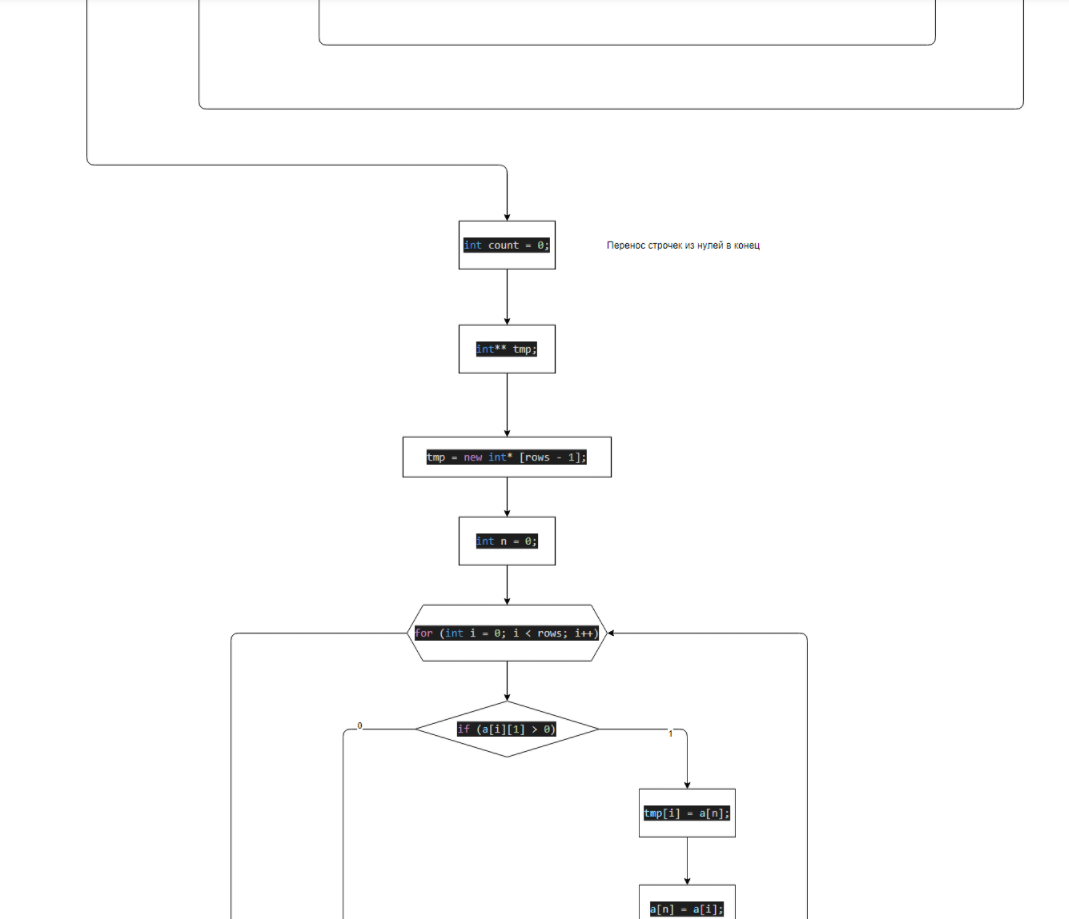 int count = 0;
Перенос строчек из нулей в конец
int** tmp;
tmp = new int* [rows - 1];
int n = 0;
for (int i = 0; i < rows; i++)
if (a[i][1] > 0)
0
1
tmp[i] = a[n];
a[n] = a[i];